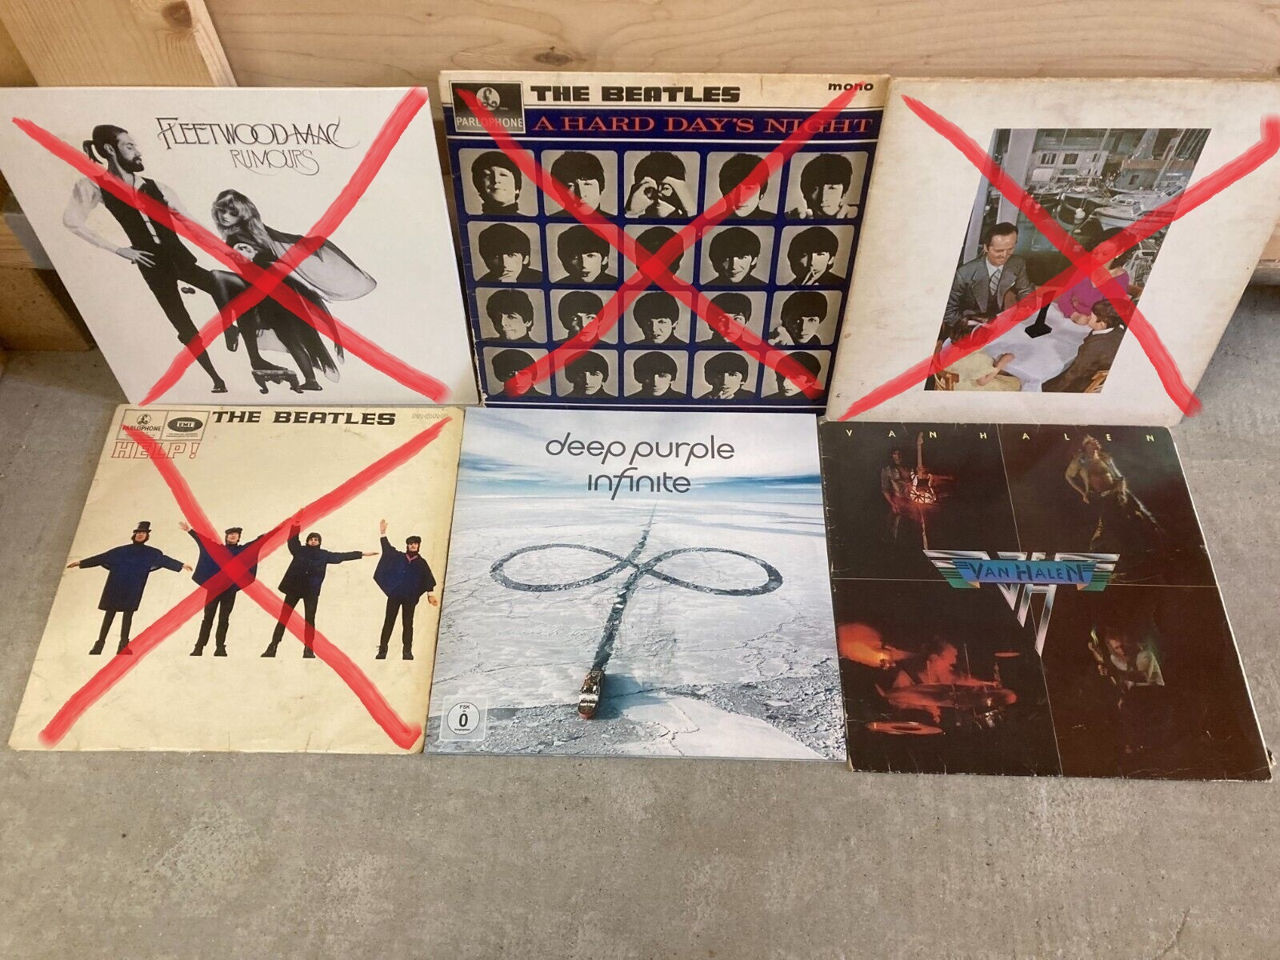 FLEETWOOD MAC
RUMOURS
PARLOPHONE
THE BEATLES
mono
A HARD DAY'S NIGHT
PARLOPHONE
EMI
THE BEATLES
HELP!
deep purple
infinite
FSK
0
VAN HALEN
VAN HALEN